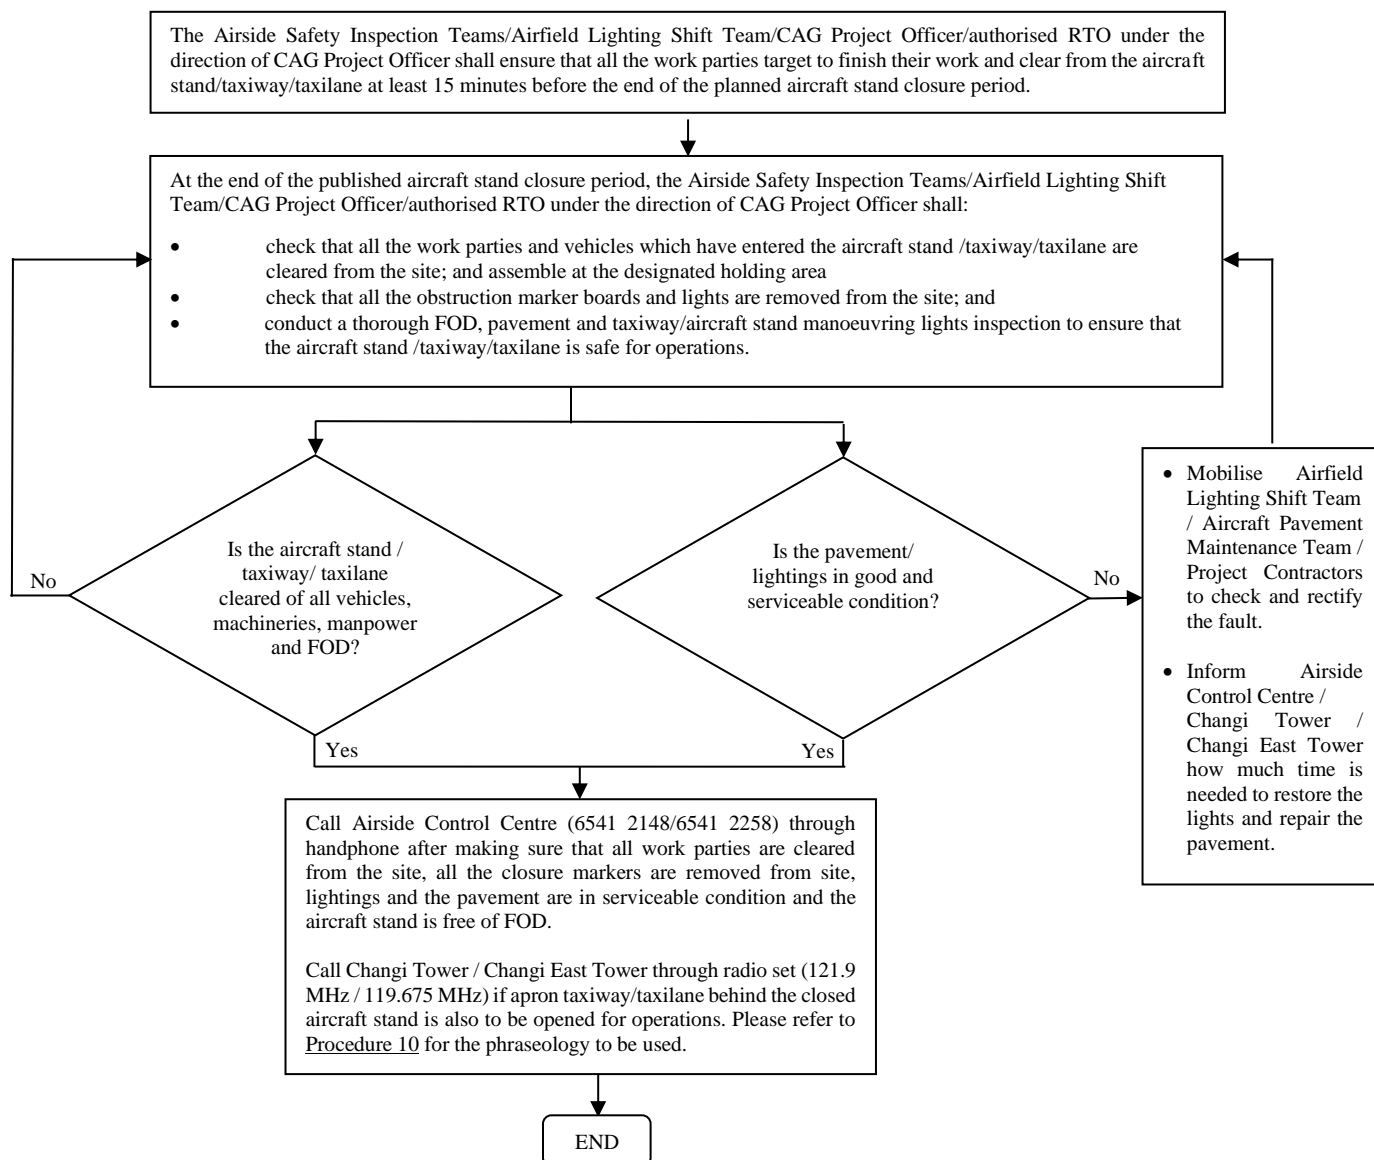 The Airside Safety Inspection Teams/Airfield Lighting Shift Team/CAG Project Officer/authorised RTO under the
direction of CAG Project Officer shall ensure that all the work parties target to finish their work and clear from the aircraft
stand/taxiway/taxilane at least 15 minutes before the end of the planned aircraft stand closure period.
At the end of the published aircraft stand closure period, the Airside Safety Inspection Teams/Airfield Lighting Shift
Team/CAG Project Officer/authorised RTO under the direction of CAG Project Officer shall:
• check that all the work parties and vehicles which have entered the aircraft stand /taxiway/taxilane are
cleared from the site; and assemble at the designated holding area
• check that all the obstruction marker boards and lights are removed from the site; and
• conduct a thorough FOD, pavement and taxiway/aircraft stand manoeuvring lights inspection to ensure that
the aircraft stand /taxiway/taxilane is safe for operations.
No
Is the aircraft stand /
taxiway/ taxilane
cleared of all vehicles,
machineries, manpower
and FOD?
Yes
Is the pavement/
lightings in good and
serviceable condition?
Yes
No
• Mobilise Airfield
Lighting Shift Team
/ Aircraft Pavement
Maintenance Team /
Project Contractors
to check and rectify
the fault.
• Inform Airside
Control Centre /
Changi Tower /
Changi East Tower
how much time is
needed to restore the
lights and repair the
pavement.
Call Airside Control Centre (6541 2148/6541 2258) through
handphone after making sure that all work parties are cleared
from the site, all the closure markers are removed from site,
lightings and the pavement are in serviceable condition and the
aircraft stand is free of FOD.
Call Changi Tower / Changi East Tower through radio set (121.9
MHz / 119.675 MHz) if apron taxiway/taxilane behind the closed
aircraft stand is also to be opened for operations. Please refer to
Procedure 10 for the phraseology to be used.
END